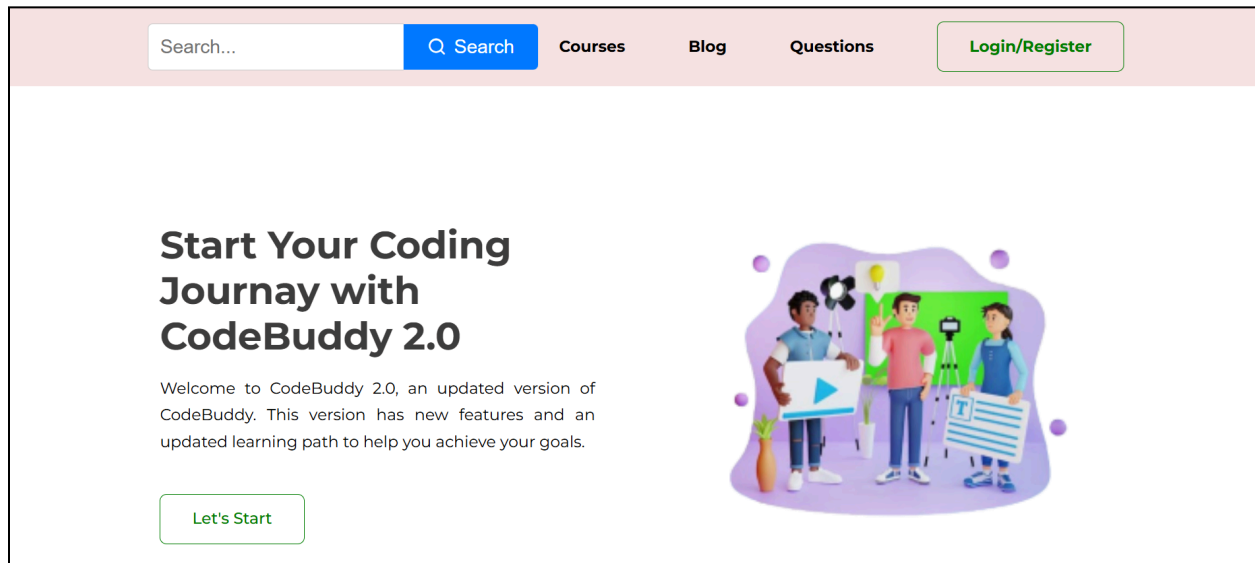 Search... Search Courses Blog Questions Login/Register
Start Your Coding
Journay with
CodeBuddy 2.0
Welcome to CodeBuddy 2.0, an updated version of
CodeBuddy. This version has new features and an
updated learning path to help you achieve your goals.
Let's Start
T